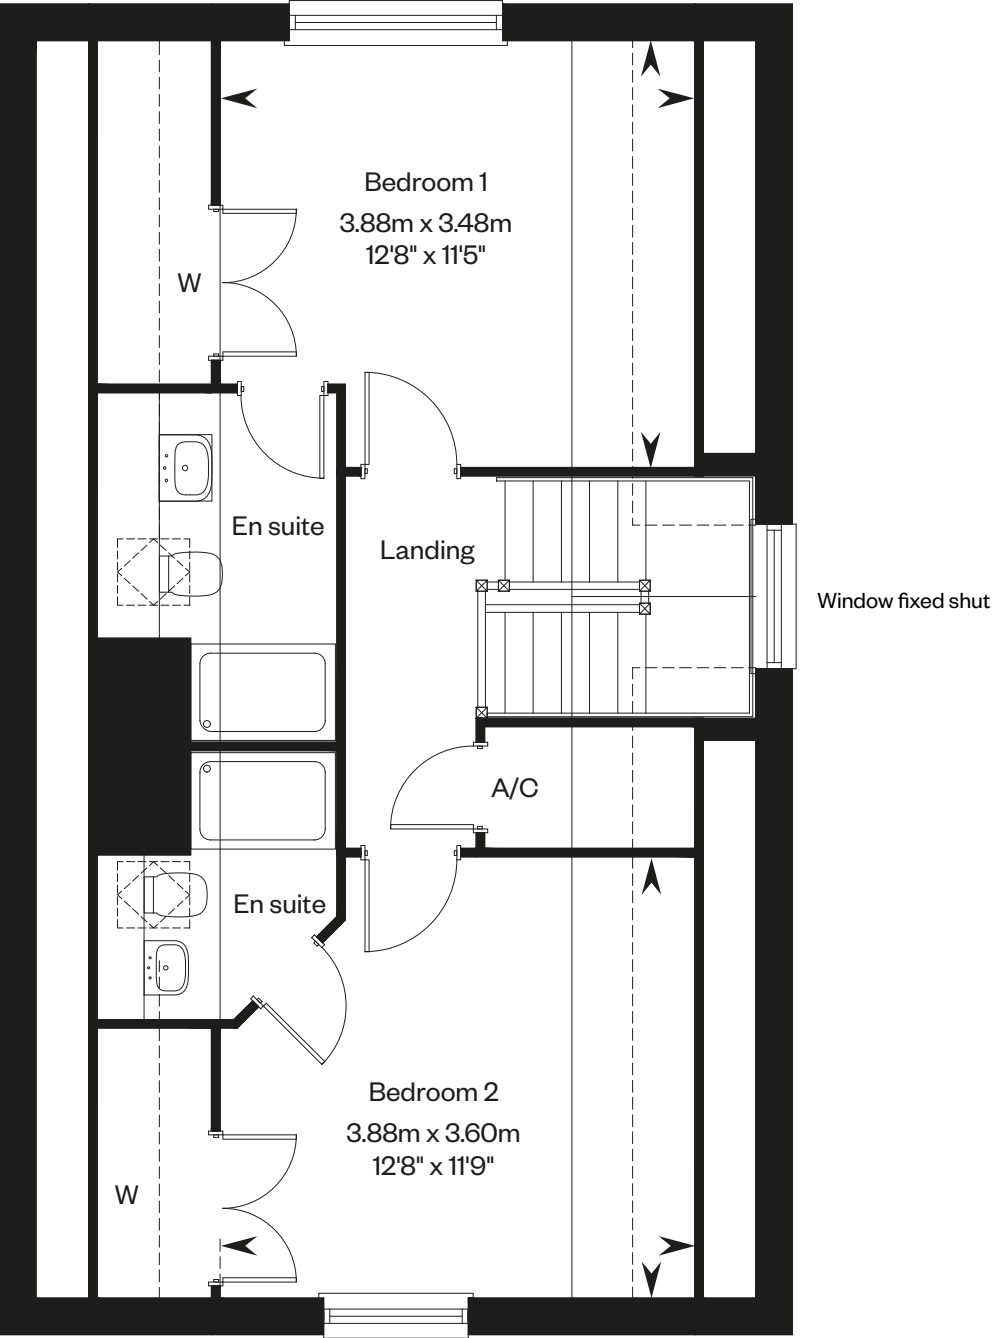 Bedroom 1
3.88m x 3.48m
12'8" x 11'5"
W
En suite
Landing
Window fixed shut
A/C
En suite
Bedroom 2
3.88m x 3.60m
12'8" x 11'9"
W